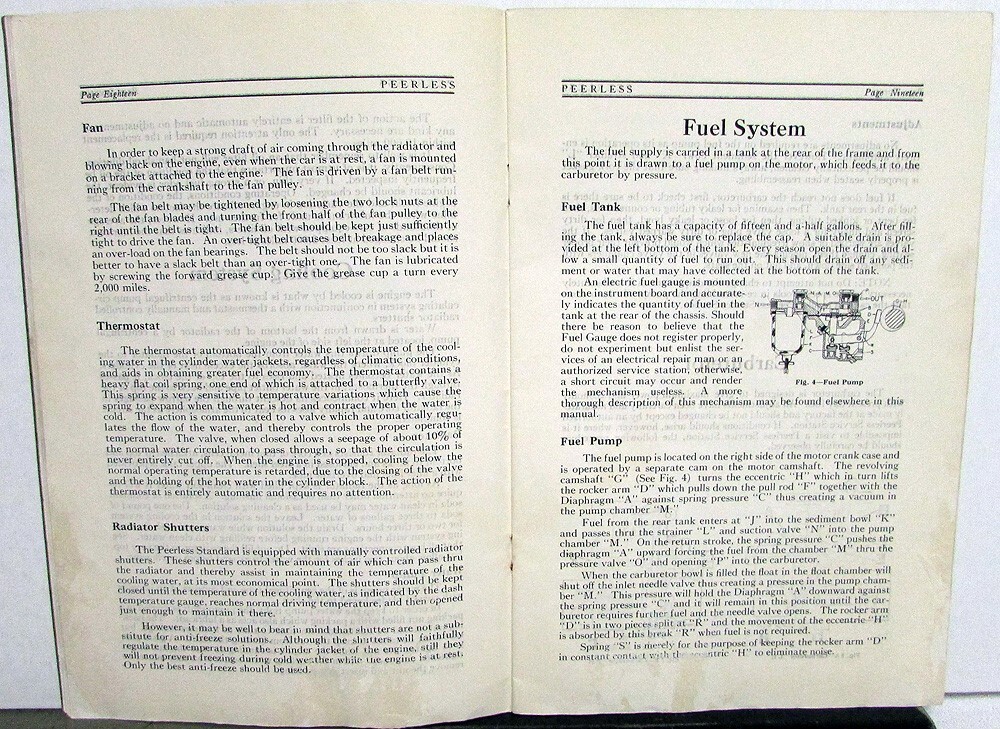 Page Eighteen PEERLESS
Fan
In order to keep a strong draft of air coming through the radiator and
blowing back on the engine, even when the car is at rest, a fan is mounted
on a bracket attached to the engine. The fan is driven by a fan belt run-
ning from the crankshaft to the fan pulley.
The fan belt may be tightened by loosening the two lock nuts at the
rear of the fan blades and turning the front half of the fan pulley to the
right until the belt is tight. The fan belt should be kept just sufficiently
tight to drive the fan. An over-tight belt causes belt breakage and places
an over-load on the fan bearings. The belt should not be too slack but it is
better to have a slack belt than an over-tight one. The fan is lubricated
by screwing the forward grease cup. Give the grease cup a turn every
2,000 miles.
Thermostat
The thermostat automatically controls the temperature of the cool-
ing water in the cylinder water jackets, regardless of climatic conditions,
and aids in obtaining greater fuel economy. The thermostat contains a
heavy flat coil spring, one end of which is attached to a butterfly valve.
This spring is very sensitive to temperature variations which cause the
spring to expand when the water is hot and contract when the water is
cold. The action is communicated to a valve which automatically regu-
lates the flow of the water, and thereby controls the proper operating
temperature. The valve, when closed allows a seepage of about 10% of
the normal water circulation to pass through, so that the circulation is
never entirely cut off. When the engine is stopped, cooling below the
normal operating temperature is retarded, due to the closing of the valve
and the holding of the hot water in the cylinder block. The action of the
thermostat is entirely automatic and requires no attention.
Radiator Shutters
The Peerless Standard is equipped with manually controlled radiator
shutters. These shutters control the amount of air which can pass thru
the radiator and thereby assist in maintaining the temperature of the
cooling water, at its most economical point. The shutters should be kept
closed until the temperature of the cooling water, as indicated by the dash
temperature gauge, reaches normal driving temperature, and then opened
just enough to maintain it there.
However, it may be well to bear in mind that shutters are not a sub-
stitute for anti-freeze solutions. Although the shutters will faithfully
regulate the temperature in the cylinder jacket of the engine, still they
will not prevent freezing during cold weather while the engine is at rest.
Only the best anti-freeze should be used.
PEERLESS Page Nineteen
Fuel System
The fuel supply is carried in a tank at the rear of the frame and from
this point it is drawn to a fuel pump on the motor, which feeds it to the
carburetor by pressure.
Fuel Tank
The fuel tank has a capacity of fifteen and a-half gallons. After fill-
ing the tank, always be sure to replace the cap. A suitable drain is pro-
vided at the left bottom of the tank. Every season open the drain and al-
low a small quantity of fuel to run out. This should drain off any sedi-
ment or water that may have collected at the bottom of the tank.
An electric fuel gauge is mounted
on the instrument board and accurate-
ly indicates the quantity of fuel in the
tank at the rear of the chassis. Should
there be reason to believe that the
Fuel Gauge does not register properly,
do not experiment but enlist the ser-
vices of an electrical repair man or an
authorized service station, otherwise,
a short circuit may occur and render
the mechanism useless. A more
thorough description of this mechanism may be found elsewhere in this
manual.
OUT
Fig. 4—Fuel Pump
Fuel Pump
The fuel pump is located on the right side of the motor crank case and
is operated by a separate cam on the motor camshaft. The revolving
camshaft "G" (See Fig. 4) turns the eccentric "H" which in turn lifts
the rocker arm "D" which pulls down the pull rod "F" together with the
Diaphragm "A" against spring pressure "C" thus creating a vacuum in
the pump chamber "M."
Fuel from the rear tank enters at "J" into the sediment bowl "K"
and passes thru the strainer "L" and suction valve "N" into the pump
chamber "M." On the return stroke, the spring pressure "C" pushes the
diaphragm "A" upward forcing the fuel from the chamber "M" thru the
pressure valve "O" and opening "P" into the carburetor.
When the carburetor bowl is filled the float in the float chamber will
shut off the inlet needle valve thus creating a pressure in the pump cham-
ber "M." This pressure will hold the Diaphragm "A" downward against
the spring pressure "C" and it will remain in this position until the car-
buretor requires further fuel and the needle valve opens. The rocker arm
"D" is in two pieces split at "R" and the movement of the eccentric "H"
is absorbed by this break "R" when fuel is not required.
Spring "S" is merely for the purpose of keeping the rocker arm "D"
in constant contact with the eccentric "H" to eliminate noise.